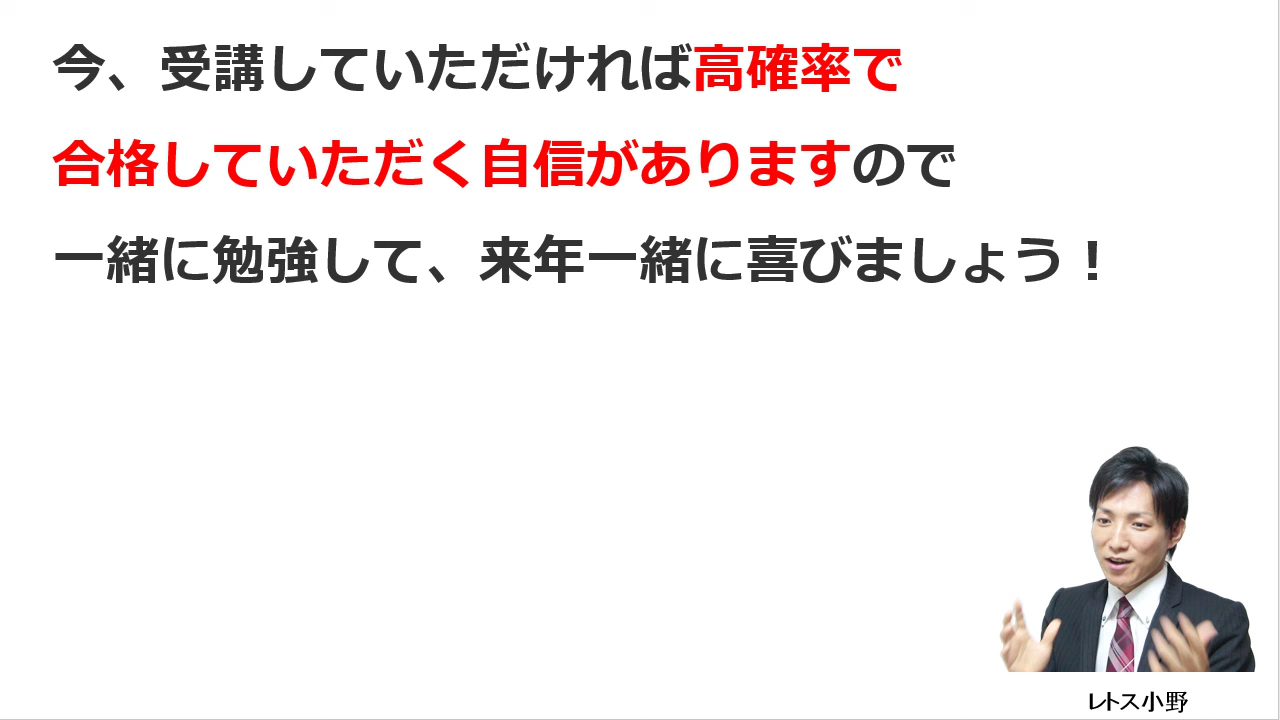 今、受講していただければ高確率で
合格していただく自信がありますので
一緒に勉強して、来年一緒に喜びましょう！
レトス小野